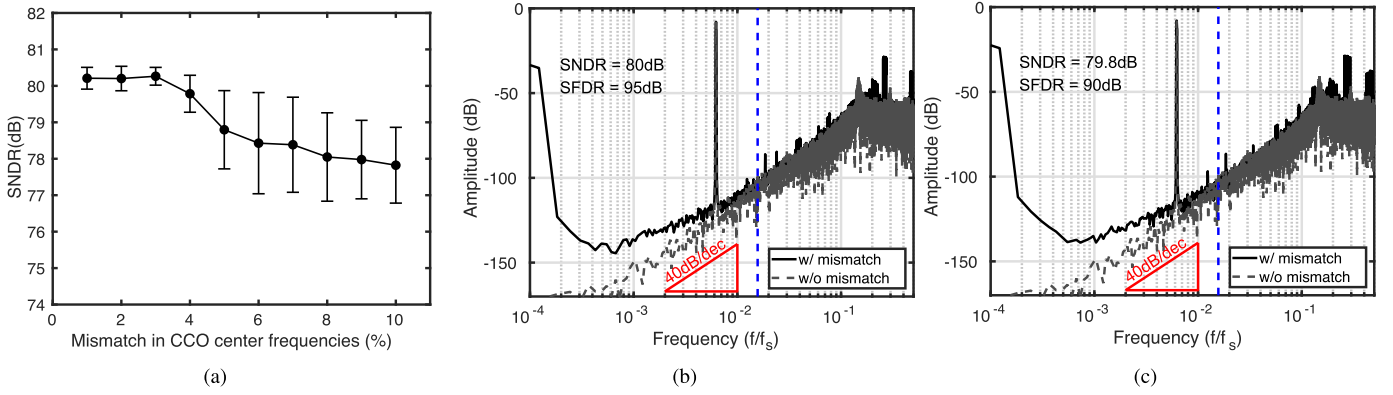 82
81
80
79
78
77
76
75
74
0
2
4
6
8
10
SNDR(dB)
Mismatch in CCO center frequencies (%)
(a)
0
-50
-100
-150
Amplitude (dB)
SNDR = 80dB
SFDR = 95dB
40dB/dec
w/ mismatch
w/o mismatch
10-4
10-3
10-2
10-1
Frequency (f/fs)
(b)
0
-50
-100
-150
Amplitude (dB)
SNDR = 79.8dB
SFDR = 90dB
40dB/dec
w/ mismatch
w/o mismatch
10-4
10-3
10-2
10-1
Frequency (f/fs)
(c)